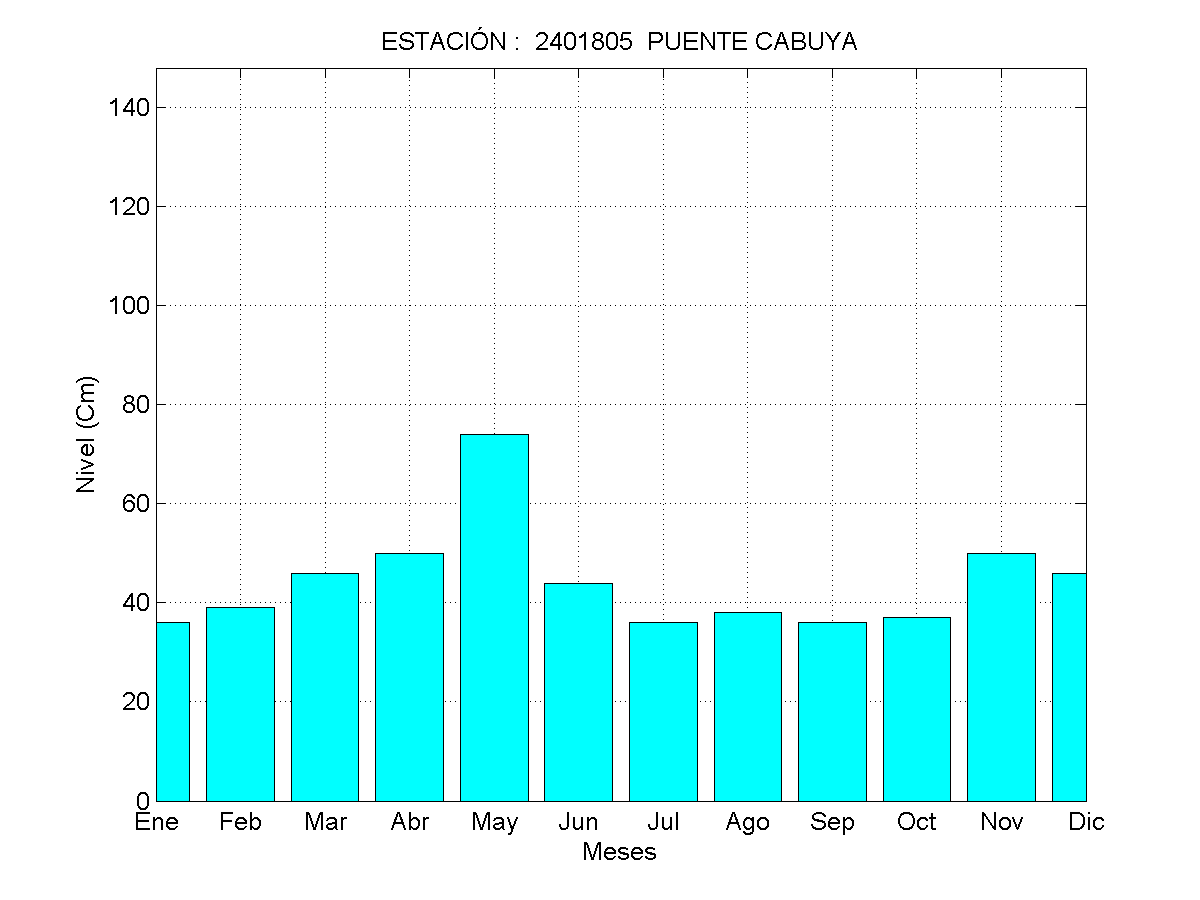 ESTACIÓN :  2401805  PUENTE CABUYA
140
120
100
80
60
40
20
0
Nivel (Cm)
Ene Feb Mar Abr May Jun Jul Ago Sep Oct Nov Dic
Meses